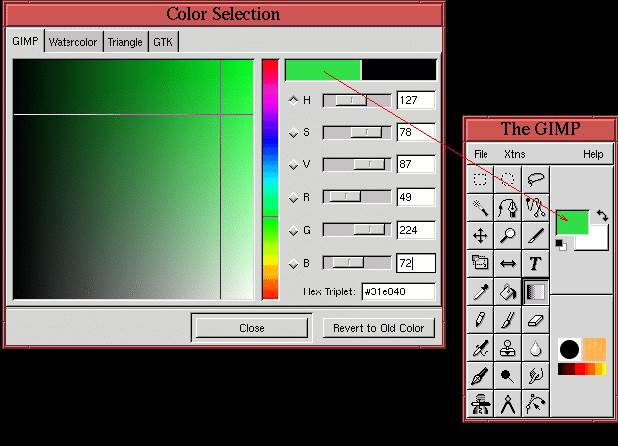 Color Selection
GIMP Watercolor Triangle GTK
H 127
S 78
V 87
R 49
G 224
B 72
Hex Triplet: #31e040
Close Revert to Old Color
The GIMP
File Xtns Help
T